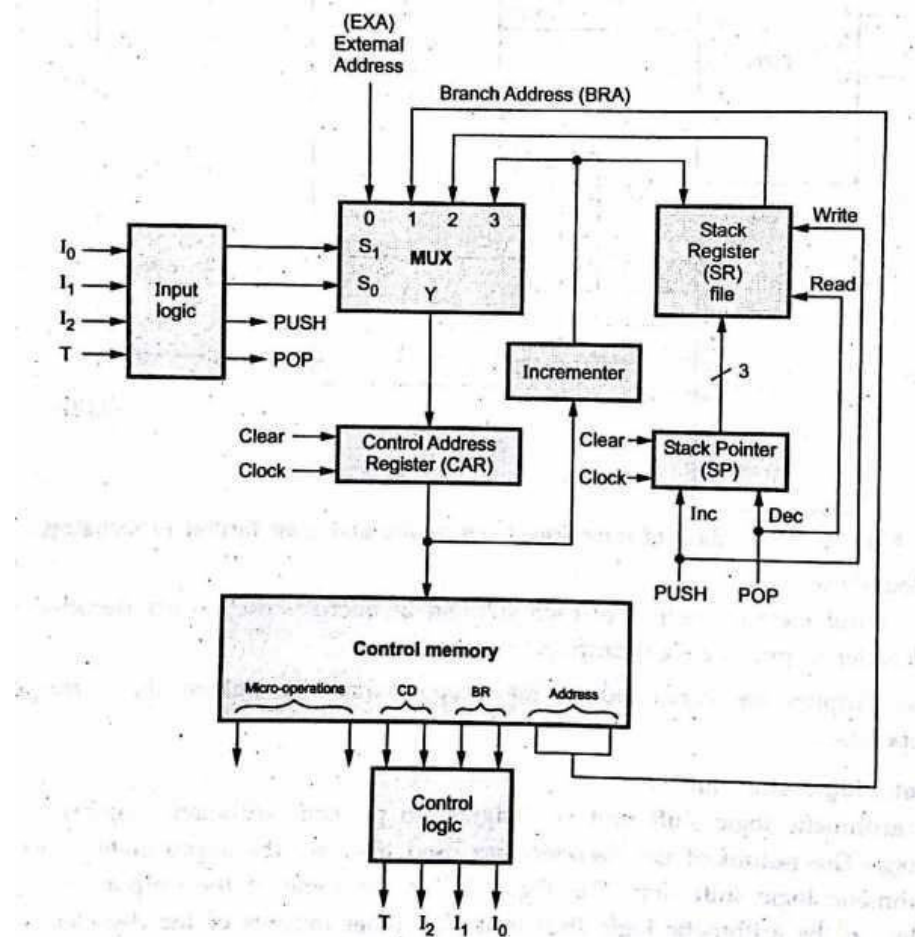 (EXA)
External
Address
Branch Address (BRA)
0 1 2 3
S1
MUX
S0
Y
I0
I1
I2
T
Input
logic
PUSH
POP
Stack
Register
(SR)
file
Write
Read
Incrementer
3
Clear
Clock
Control Address
Register (CAR)
Clear
Clock
Stack Pointer
(SP)
Inc
Dec
PUSH
POP
Control memory
Micro-operations CD BR Address
Control
logic
T I2 I1 I0